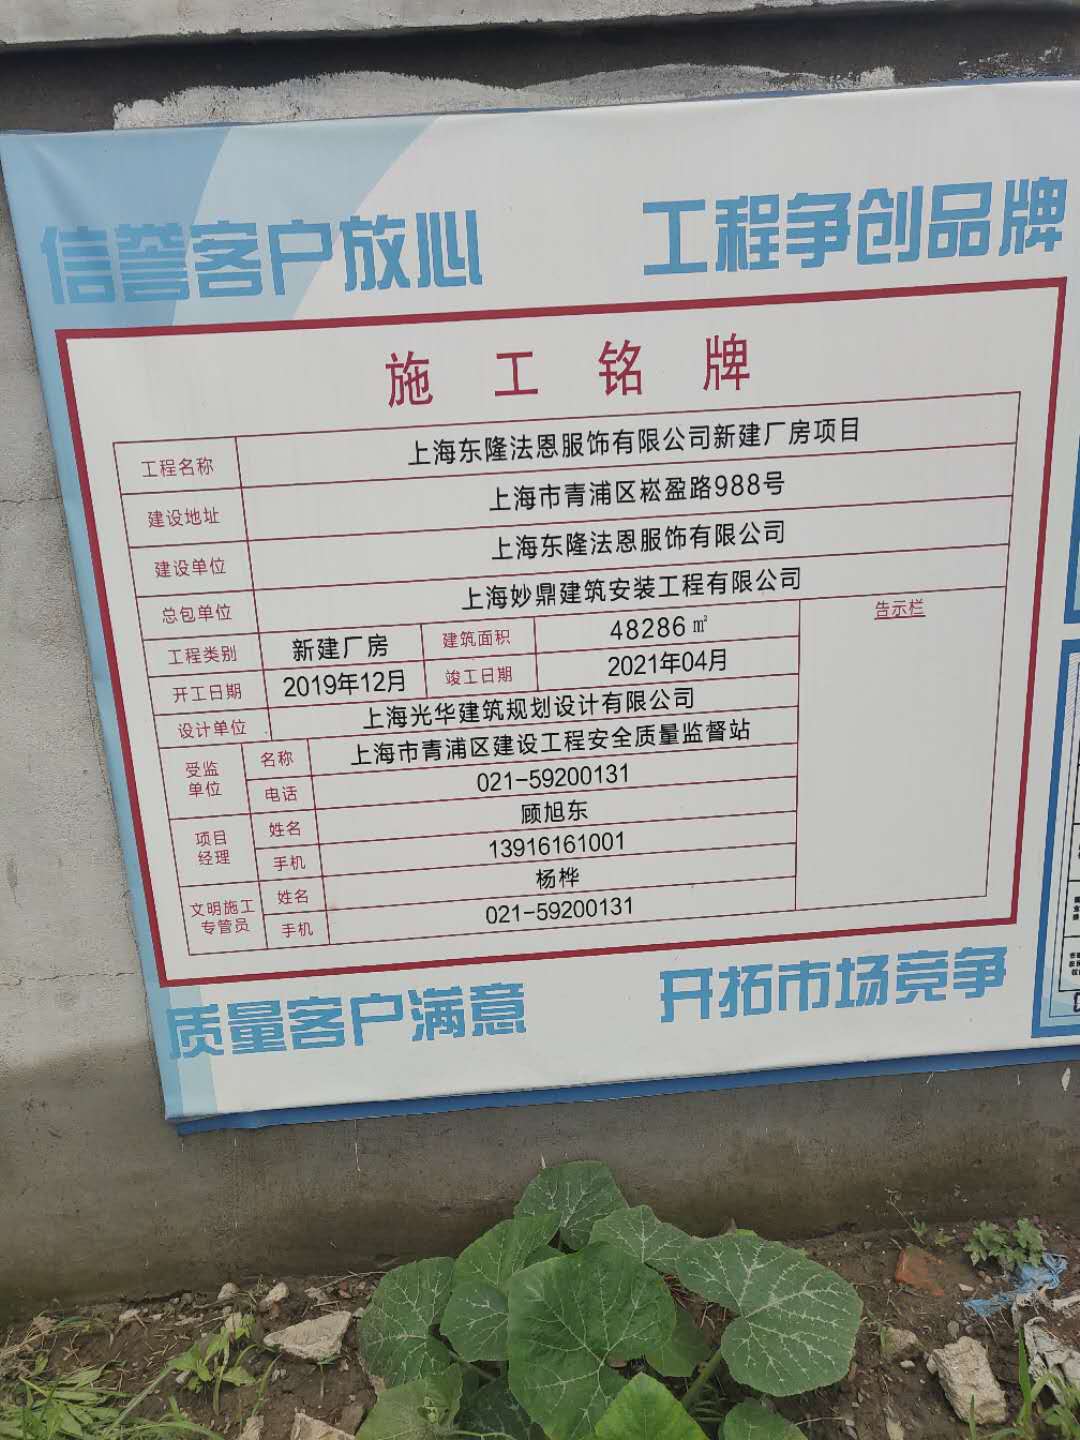 信誉客户放心 工程争创品牌
施工铭牌
工程名称 上海东隆法恩服饰有限公司新建厂房项目
建设地址 上海市青浦区崧盈路988号
建设单位 上海东隆法恩服饰有限公司
总包单位 上海妙鼎建筑安装工程有限公司
工程类别 新建厂房 建筑面积 48286㎡ 告示栏
开工日期 2019年12月 竣工日期 2021年04月
设计单位 上海光华建筑规划设计有限公司
受监单位 名称 上海市青浦区建设工程安全质量监督站
电话 021-59200131
项目经理 姓名 顾旭东
手机 13916161001
文明施工专管员 姓名 杨桦
手机 021-59200131
质量客户满意 开拓市场竞争